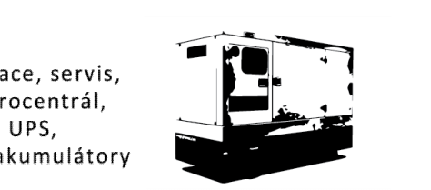 ace, servis,
rocentrál,
UPS,
akumulátory